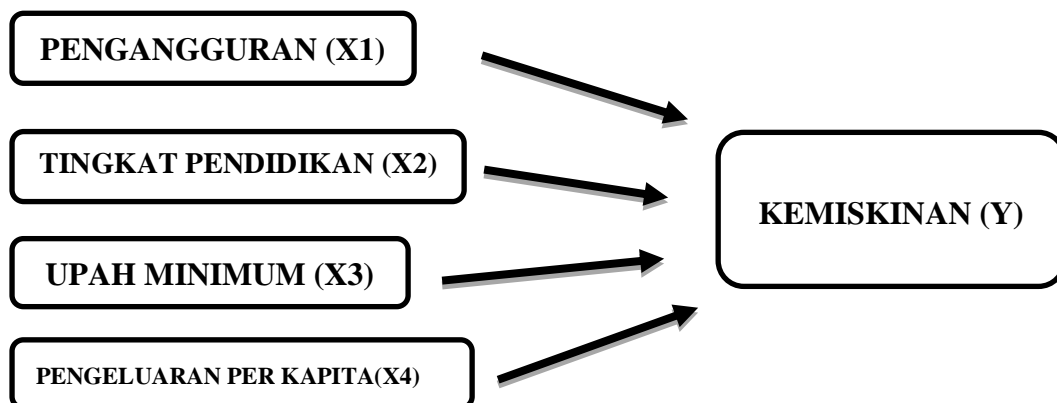 PENGANGGURAN (X1)
TINGKAT PENDIDIKAN (X2)
UPAH MINIMUM (X3)
PENGELUARAN PER KAPITA(X4)
KEMISKINAN (Y)